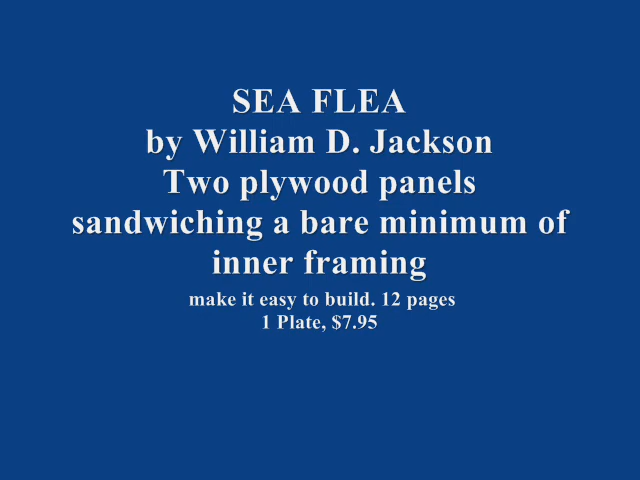 SEA FLEA
by William D. Jackson
Two plywood panels
sandwiching a bare minimum of
inner framing
make it easy to build. 12 pages
1 Plate, $7.95